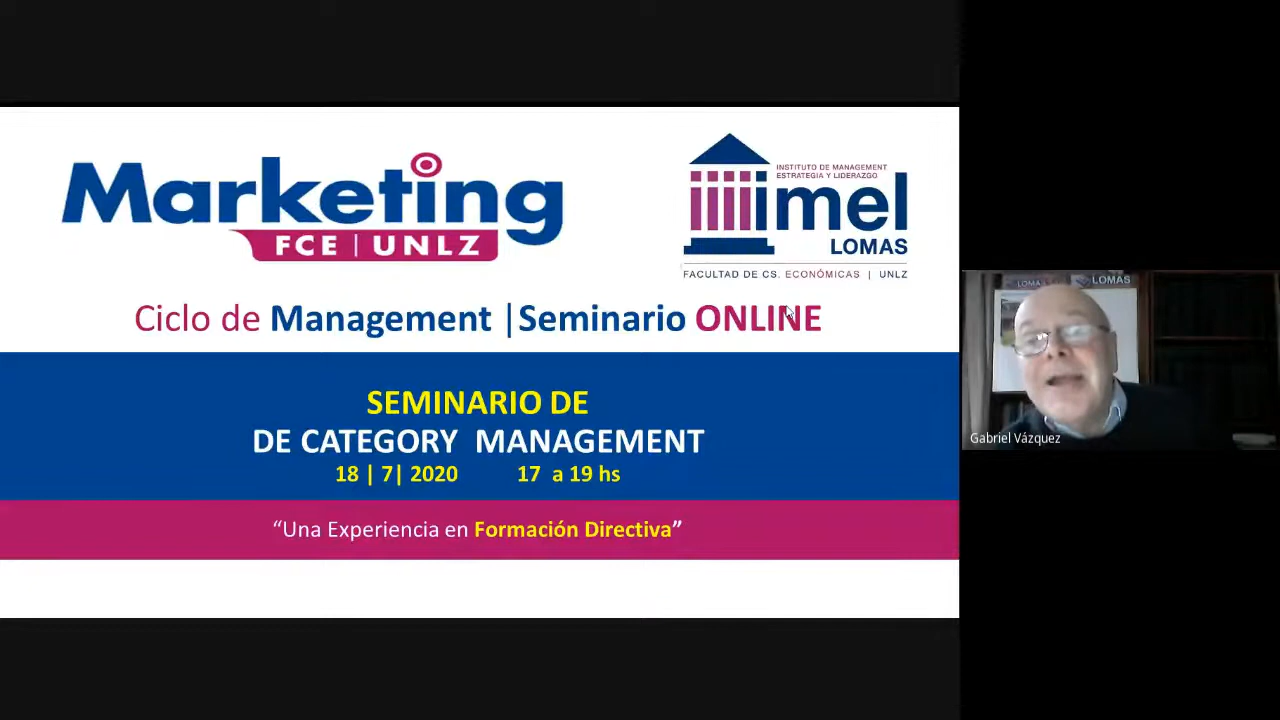 Marketing
FCE | UNLZ
INSTITUTO DE MANAGEMENT
ESTRATEGIA Y LIDERAZGO
imel
LOMAS
FACULTAD DE CS. ECONÓMICAS | UNLZ
Ciclo de Management |Seminario ONLINE
SEMINARIO DE
DE CATEGORY MANAGEMENT
18 | 7| 2020 17 a 19 hs
“Una Experiencia en Formación Directiva”
LOMA
LOMAS
Gabriel Vázquez